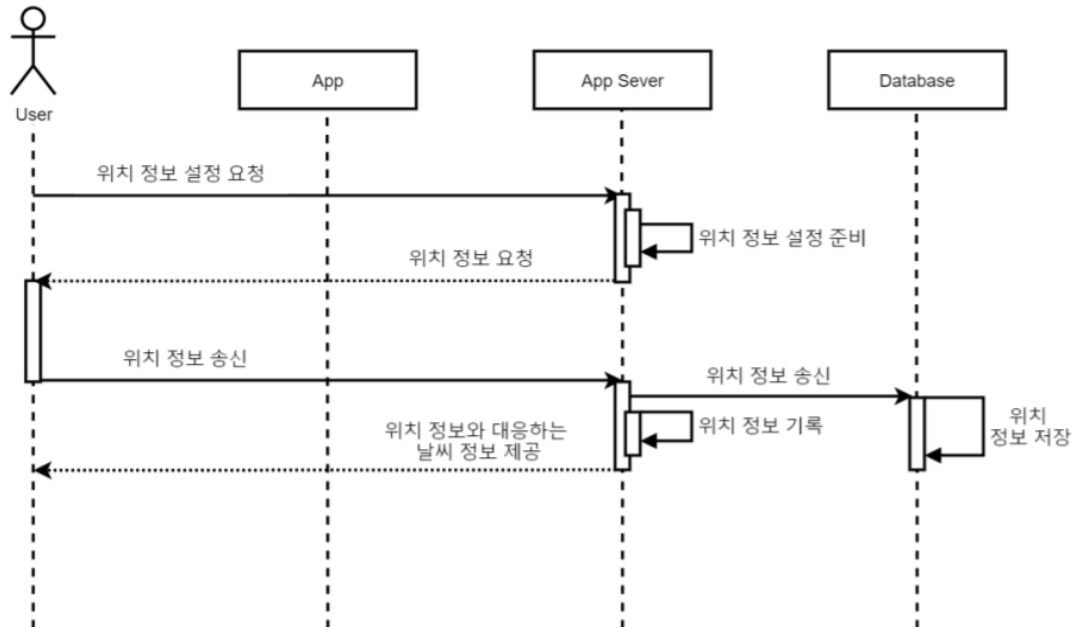 User
App
App Sever
Database
위치 정보 설정 요청
위치 정보 설정 준비
위치 정보 요청
위치 정보 송신
위치 정보 송신
위치 정보 기록
위치
정보 저장
위치 정보와 대응하는
날씨 정보 제공